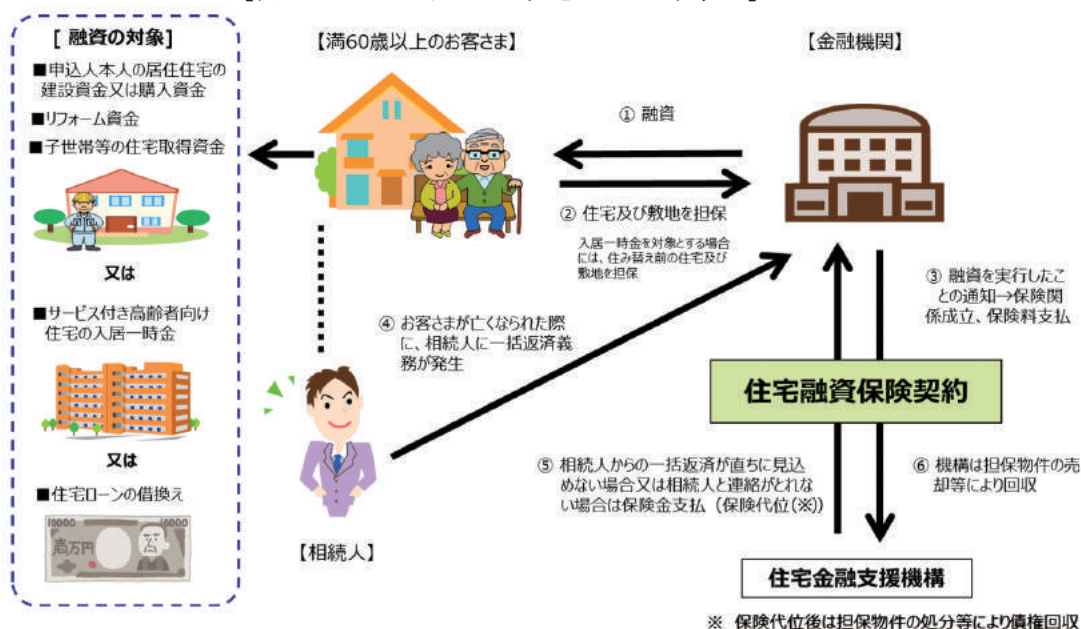 [ 融資の対象]
■申込人本人の居住住宅の
建設資金又は購入資金
■リフォーム資金
■子世帯等の住宅取得資金
又は
■サービス付き高齢者向け
住宅の入居一時金
又は
■住宅ローンの借換え
10000
10000
壱万円
【満60歳以上のお客さま】
【金融機関】
① 融資
② 住宅及び敷地を担保
入居一時金を対象とする場合
には、住み替え前の住宅及び
敷地を担保
③ 融資を実行したこ
との通知→保険関
係成立、保険料支払
④ お客さまが亡くなられた際
に、相続人に一括返済義
務が発生
住宅融資保険契約
⑤ 相続人からの一括返済が直ちに見込
めない場合又は相続人と連絡がとれ
ない場合は保険金支払（保険代位(※)）
⑥ 機構は担保物件の売
却等により回収
【相続人】
住宅金融支援機構
※ 保険代位後は担保物件の処分等により債権回収